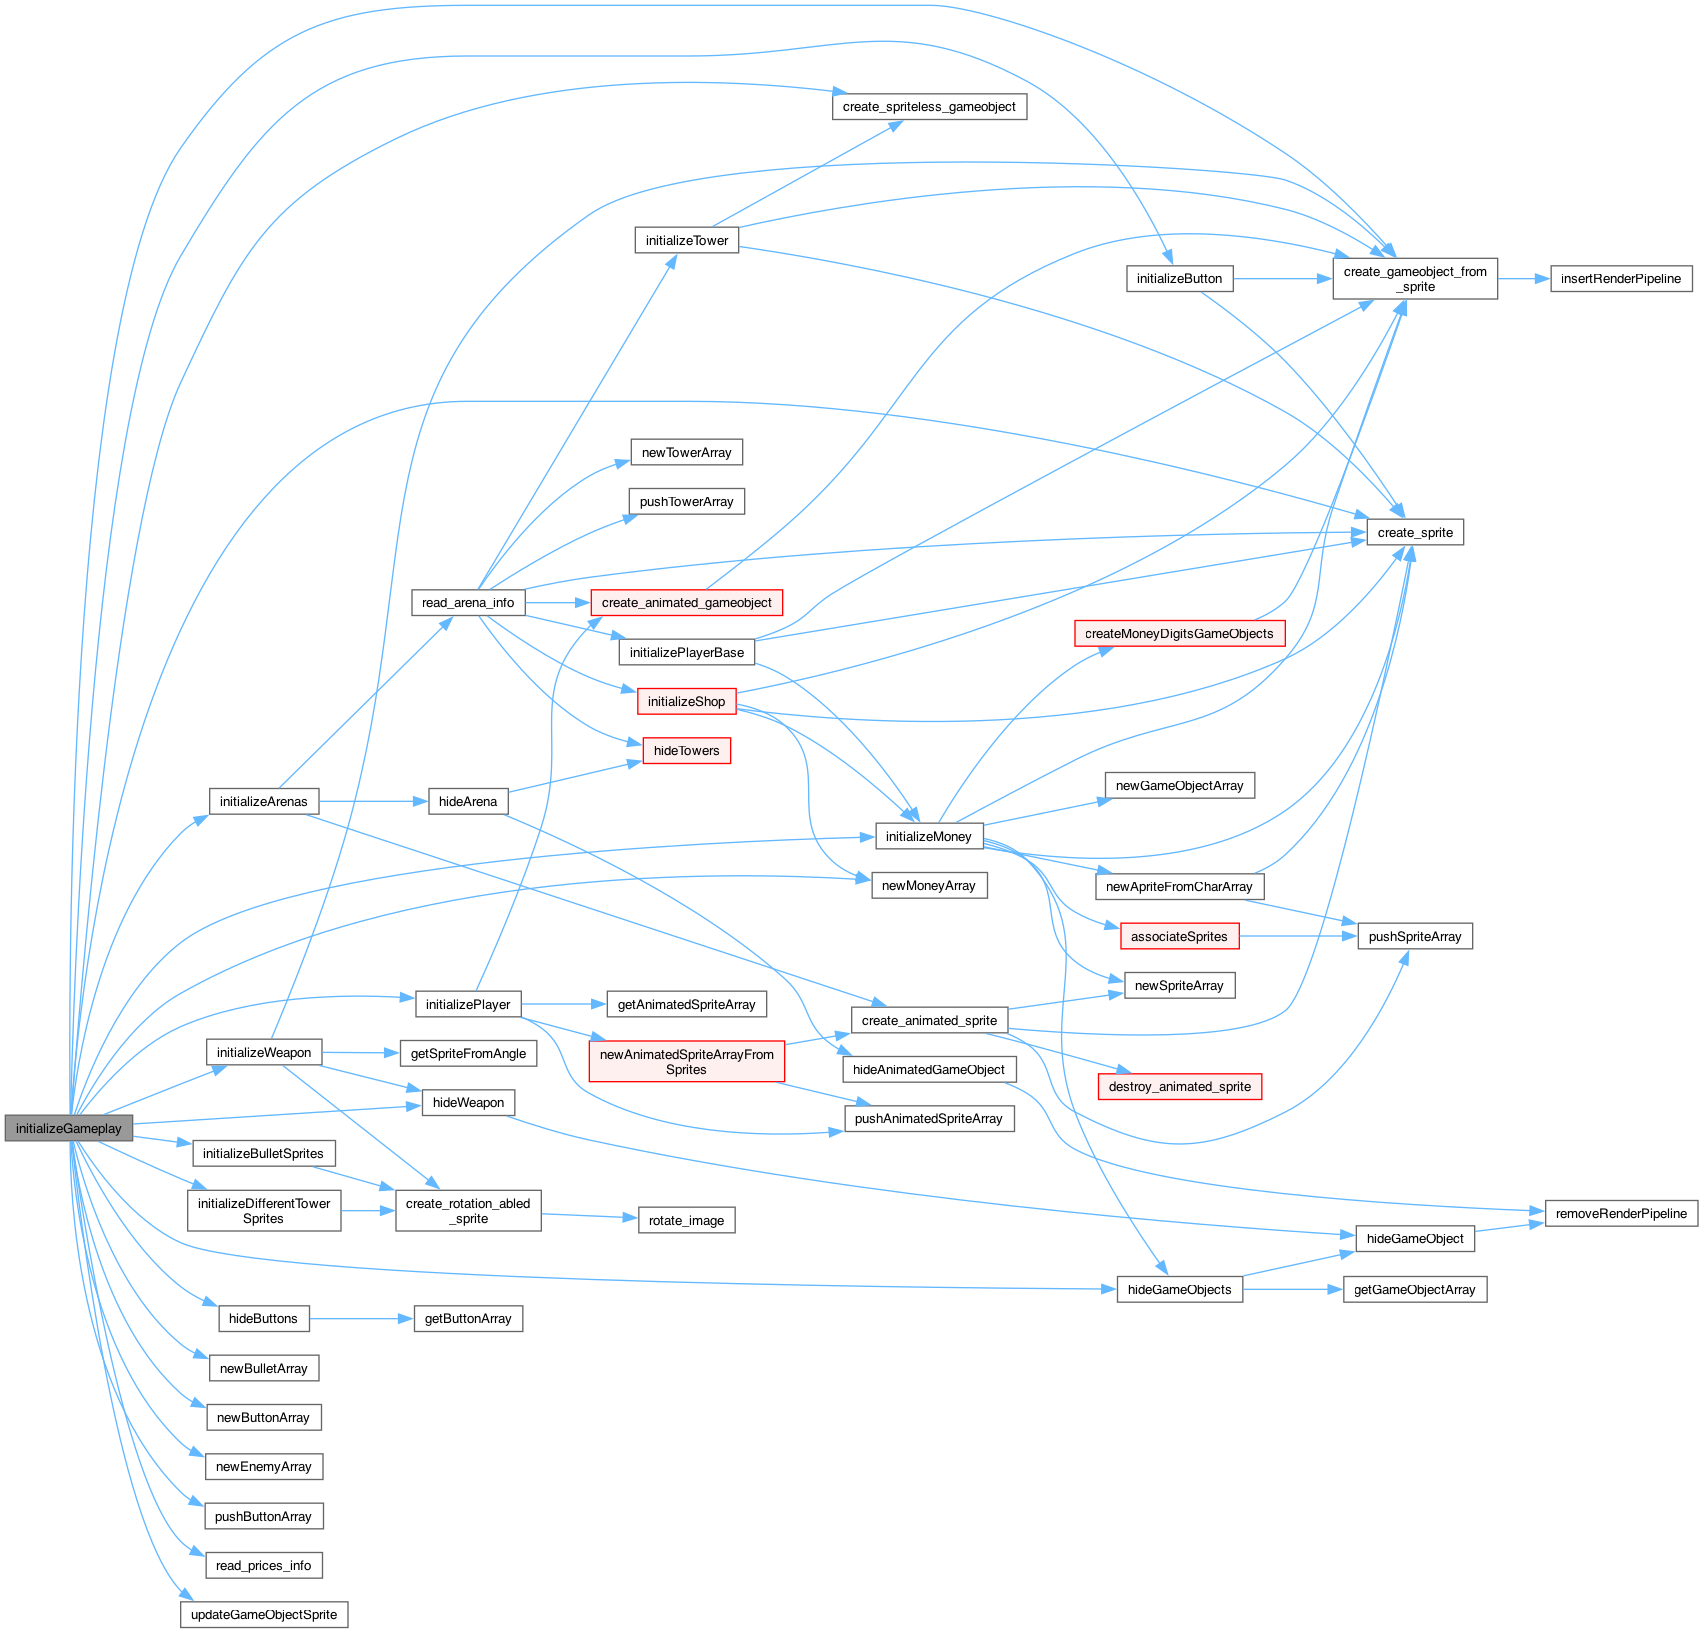 create_spriteless_gameobject
initializeTower
initializeButton
create_gameobject_from
_sprite
insertRenderPipeline
newTowerArray
pushTowerArray
create_sprite
read_arena_info
create_animated_gameobject
createMoneyDigitsGameObjects
initializePlayerBase
initializeShop
hideTowers
newGameObjectArray
initializeArenas
hideArena
initializeMoney
newMoneyArray
newApriteFromCharArray
associateSprites
pushSpriteArray
newSpriteArray
initializePlayer
getAnimatedSpriteArray
create_animated_sprite
initializeWeapon
getSpriteFromAngle
newAnimatedSpriteArrayFrom
Sprites
hideAnimatedGameObject
destroy_animated_sprite
hideWeapon
pushAnimatedSpriteArray
initializeGameplay
initializeBulletSprites
initializeDifferentTower
Sprites
create_rotation_abled
_sprite
rotate_image
removeRenderPipeline
hideGameObject
hideGameObjects
getGameObjectArray
hideButtons
getButtonArray
newBulletArray
newButtonArray
newEnemyArray
pushButtonArray
read_prices_info
updateGameObjectSprite